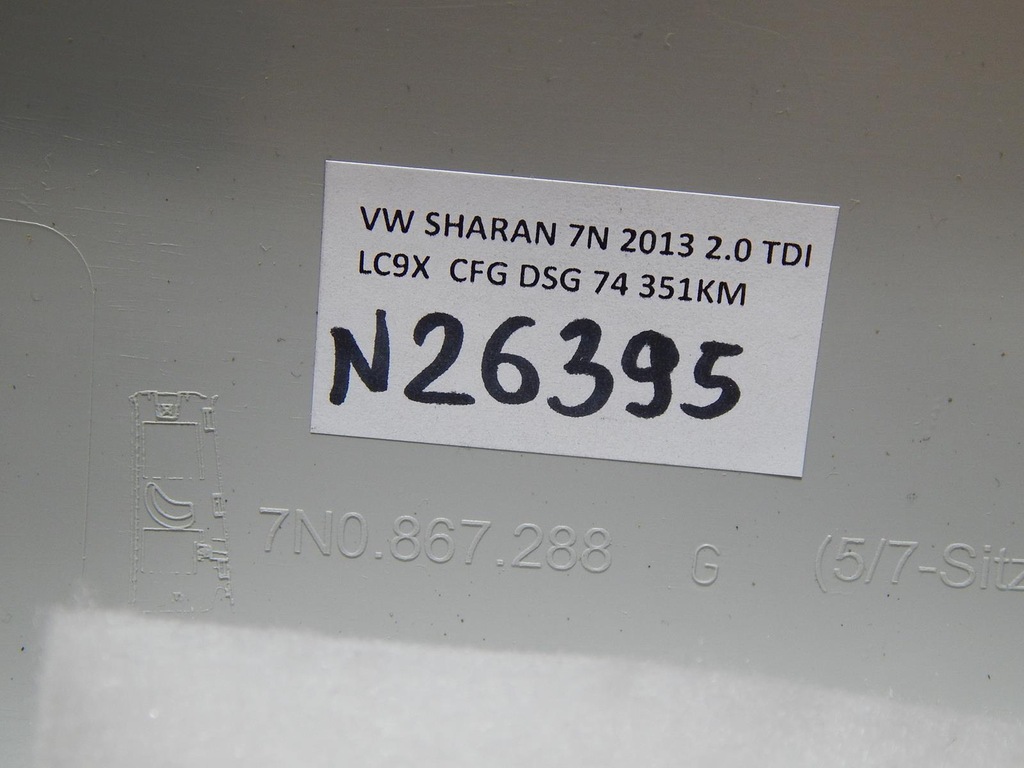 VW SHARAN 7N 2013 2.0 TDI
LC9X CFG DSG 74 351KM
N26395
7N0.867.288 G (5/7-Sitz